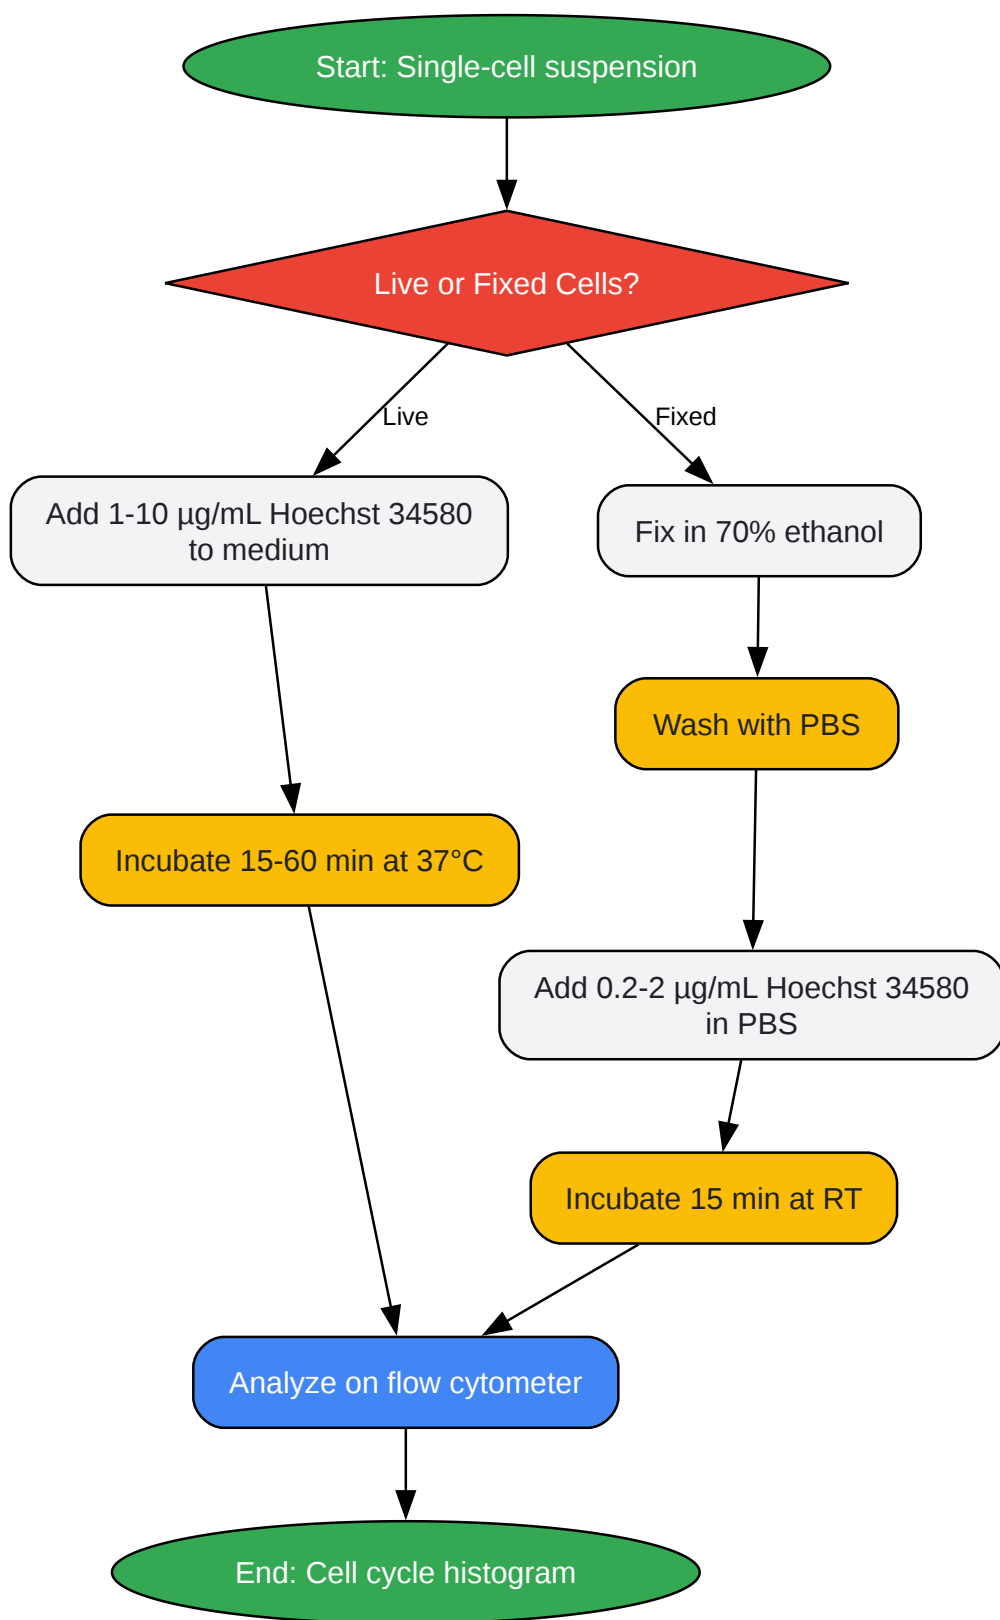 Start: Single-cell suspension
Live or Fixed Cells?
Live
Fixed
Add 1-10 µg/mL Hoechst 34580
to medium
Fix in 70% ethanol
Wash with PBS
Incubate 15-60 min at 37°C
Add 0.2-2 µg/mL Hoechst 34580
in PBS
Incubate 15 min at RT
Analyze on flow cytometer
End: Cell cycle histogram